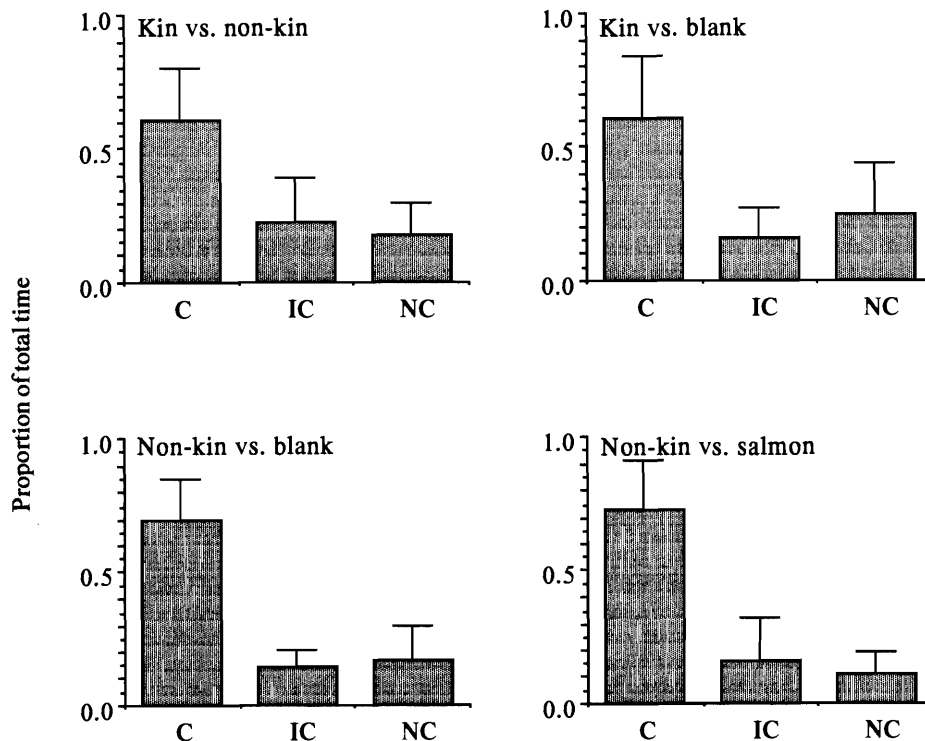 Proportion of total time
Kin vs. non-kin
1.0
0.5
0.0
C IC NC
Kin vs. blank
1.0
0.5
0.0
C IC NC
Non-kin vs. blank
1.0
0.5
0.0
C IC NC
Non-kin vs. salmon
1.0
0.5
0.0
C IC NC